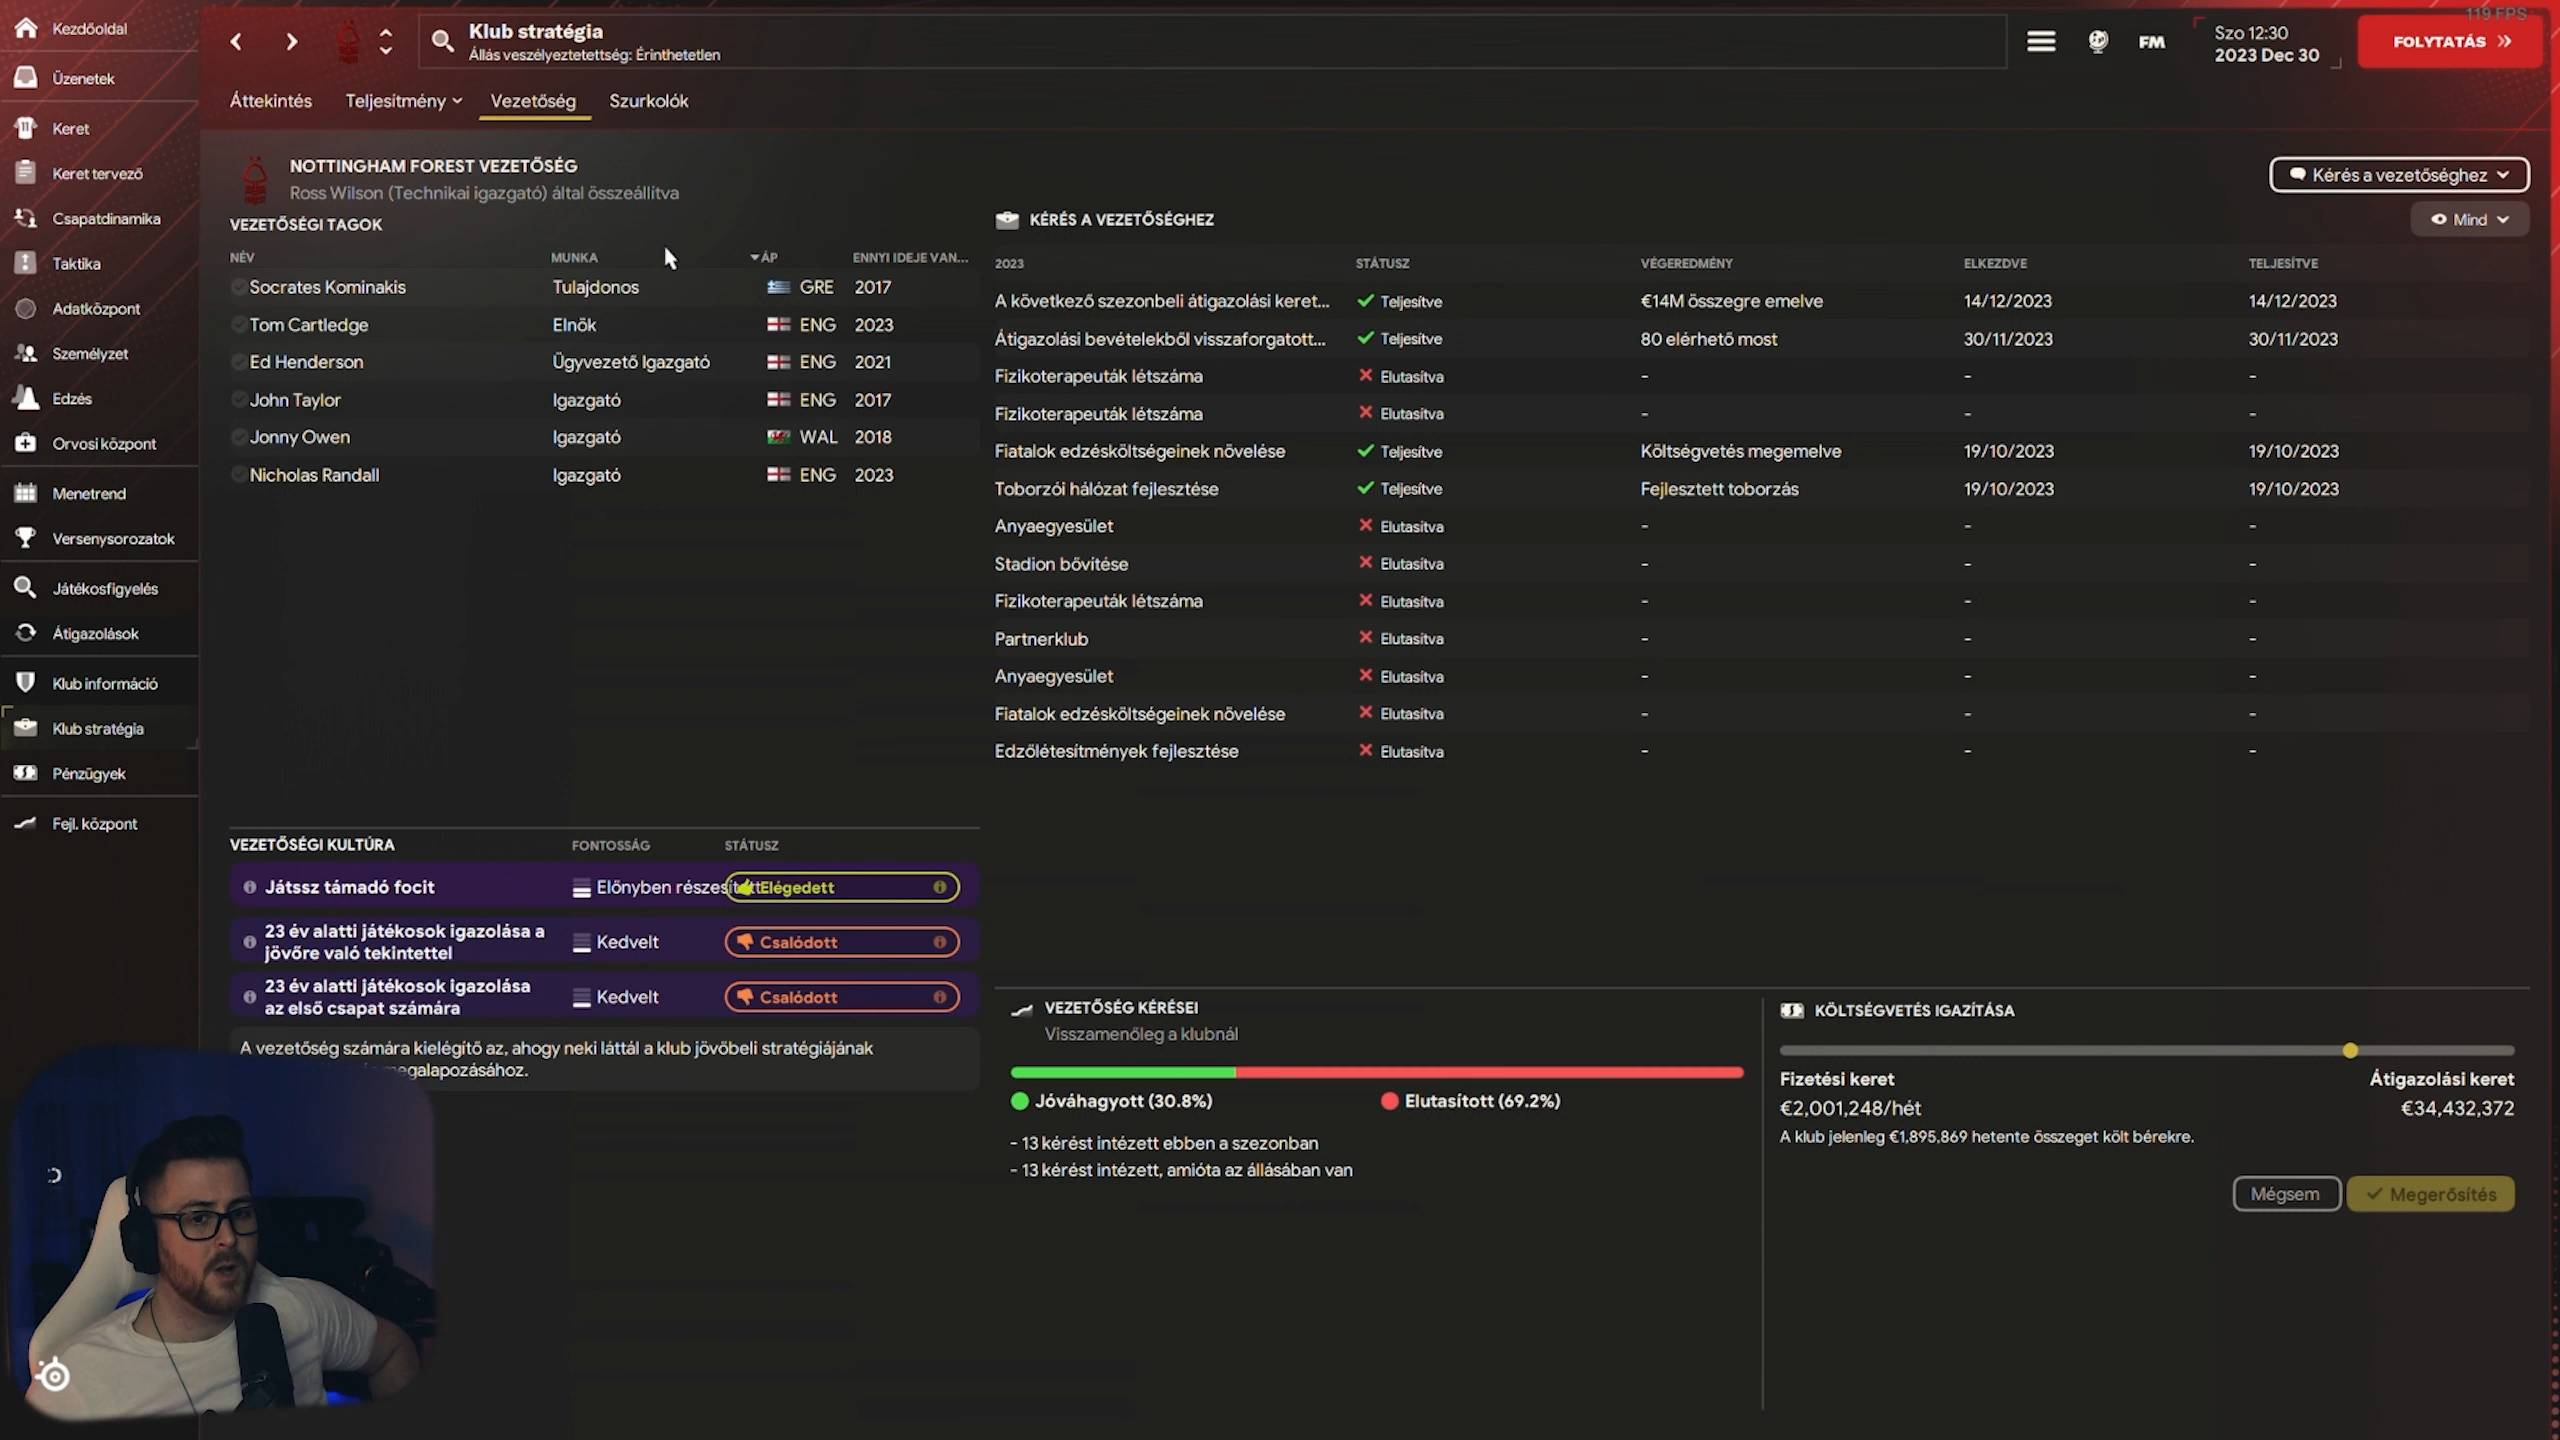 119 FPS
Kezdőoldal
Üzenetek
Keret
Keret tervező
Csapatdinamika
Taktika
Adatközpont
Személyzet
Edzés
Orvosi központ
Menetrend
Versenysorozatok
Játékosfigyelés
Átigazolások
Klub információ
Klub stratégia
Pénzügyek
Fejl. központ
Klub stratégia
Állás veszélyeztetettség: Érinthetetlen
FM
Szo 12:30
2023 Dec 30
FOLYTATÁS
Áttekintés Teljesítmény Vezetőség Szurkolók
NOTTINGHAM FOREST VEZETŐSÉG
Ross Wilson (Technikai igazgató) által összeállítva
Kérés a vezetőséghez
VEZETŐSÉGI TAGOK
NÉV MUNKA ÁP ENNYI IDEJE VAN...
Socrates Kominakis Tulajdonos GRE 2017
Tom Cartledge Elnök ENG 2023
Ed Henderson Ügyvezető Igazgató ENG 2021
John Taylor Igazgató ENG 2017
Jonny Owen Igazgató WAL 2018
Nicholas Randall Igazgató ENG 2023
KÉRÉS A VEZETŐSÉGHEZ
Mind
2023 STÁTUSZ VÉGEREDMÉNY ELKEZDVE TELJESÍTVE
A következő szezonbeli átigazolási keret... Teljesítve €14M összegre emelve 14/12/2023 14/12/2023
Átigazolási bevételekből visszaforgatott... Teljesítve 80 elérhető most 30/11/2023 30/11/2023
Fizikoterapeuták létszáma Elutasítva - - -
Fizikoterapeuták létszáma Elutasítva - - -
Fiatalok edzésköltségeinek növelése Teljesítve Költségvetés megemelve 19/10/2023 19/10/2023
Toborzói hálózat fejlesztése Teljesítve Fejlesztett toborzás 19/10/2023 19/10/2023
Anyaegyesület Elutasítva - - -
Stadion bővítése Elutasítva - - -
Fizikoterapeuták létszáma Elutasítva - - -
Partnerklub Elutasítva - - -
Anyaegyesület Elutasítva - - -
Fiatalok edzésköltségeinek növelése Elutasítva - - -
Edzőlétesítmények fejlesztése Elutasítva - - -
VEZETŐSÉGI KULTÚRA FONTOSSÁG STÁTUSZ
Játssz támadó focit Előnyben részesített Elégedett
23 év alatti játékosok igazolása a
jövőre való tekintettel Kedvelt Csalódott
23 év alatti játékosok igazolása
az első csapat számára Kedvelt Csalódott
A vezetőség számára kielégítő az, ahogy neki láttál a klub jövőbeli stratégiájának
megalapozásához.
VEZETŐSÉG KÉRÉSEI
Visszamenőleg a klubnál
Jóváhagyott (30.8%) Elutasított (69.2%)
- 13 kérést intézett ebben a szezonban
- 13 kérést intézett, amióta az állásában van
KÖLTSÉGVETÉS IGAZÍTÁSA
Fizetési keret Átigazolási keret
€2,001,248/hét €34,432,372
A klub jelenleg €1,895,869 hetente összeget költ bérekre.
Mégsem Megerősítés